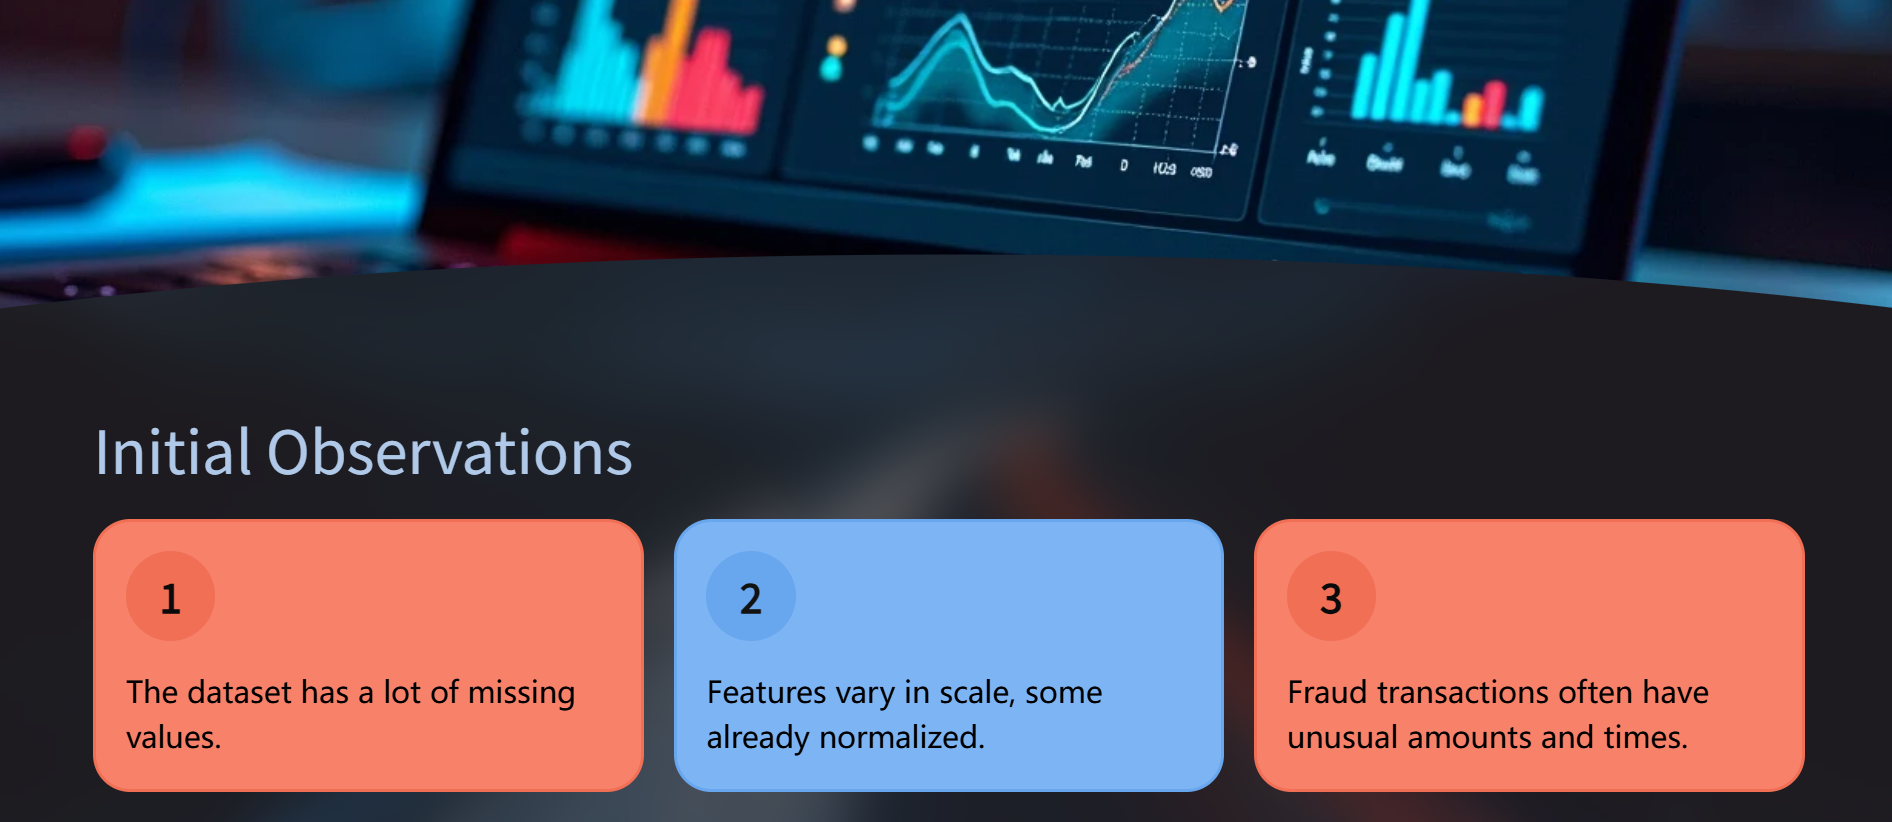 Initial Observations
1
The dataset has a lot of missing
values.
2
Features vary in scale, some
already normalized.
3
Fraud transactions often have
unusual amounts and times.